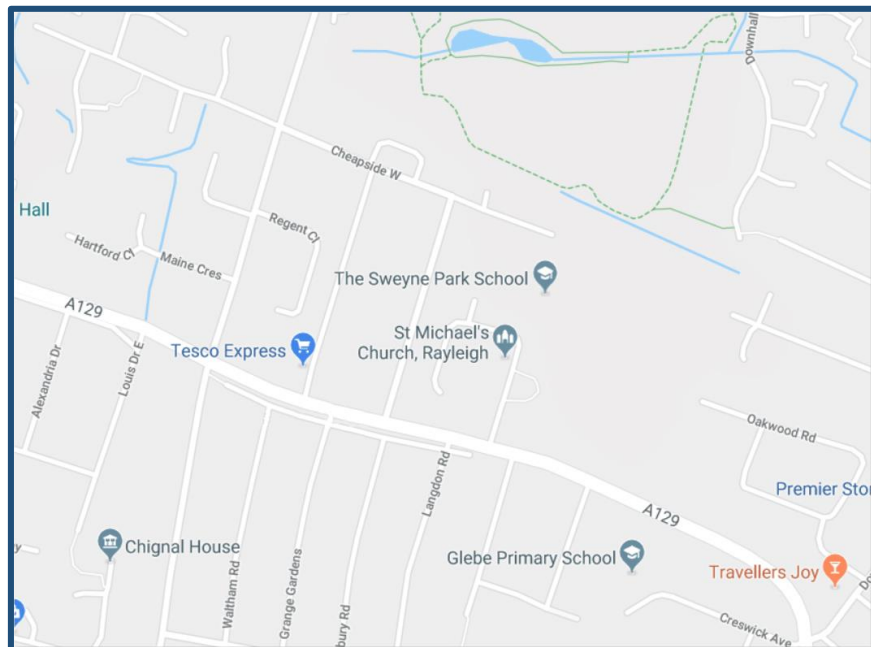 Downhall
Cheapside W
Hall
Regent Cl
Hartford Cl
Maine Cres
The Sweyne Park School
A129
St Michael's
Church, Rayleigh
Tesco Express
Alexandria Dr
Louis Dr E
Oakwood Rd
Langdon Rd
Premier Stor
A129
Chignal House
Glebe Primary School
Travellers Joy
Waltham Rd
Grange Gardens
bury Rd
Creswick Ave